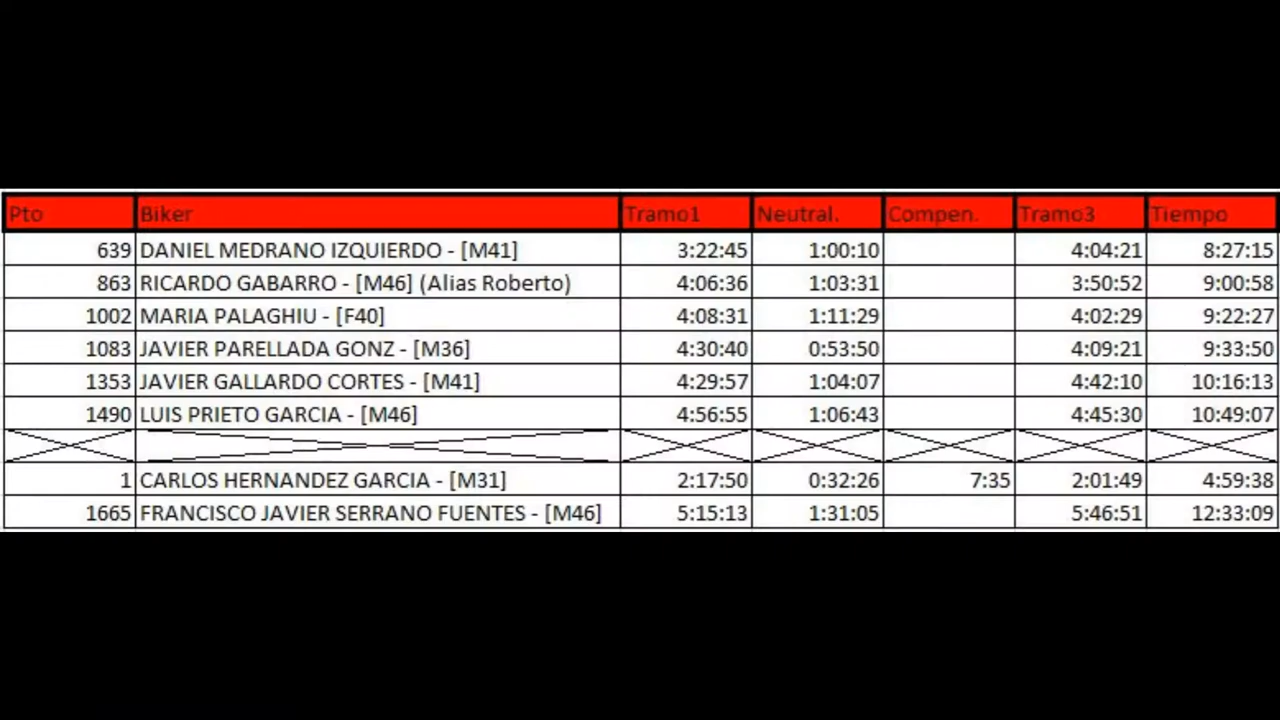 Pto Biker Tramo1 Neutral. Compen. Tramo3 Tiempo
639 DANIEL MEDRANO IZQUIERDO - [M41] 3:22:45 1:00:10 4:04:21 8:27:15
863 RICARDO GABARRO - [M46] (Alias Roberto) 4:06:36 1:03:31 3:50:52 9:00:58
1002 MARIA PALAGHIU - [F40] 4:08:31 1:11:29 4:02:29 9:22:27
1083 JAVIER PARELLADA GONZ - [M36] 4:30:40 0:53:50 4:09:21 9:33:50
1353 JAVIER GALLARDO CORTES - [M41] 4:29:57 1:04:07 4:42:10 10:16:13
1490 LUIS PRIETO GARCIA - [M46] 4:56:55 1:06:43 4:45:30 10:49:07
1 CARLOS HERNANDEZ GARCIA - [M31] 2:17:50 0:32:26 7:35 2:01:49 4:59:38
1665 FRANCISCO JAVIER SERRANO FUENTES - [M46] 5:15:13 1:31:05 5:46:51 12:33:09